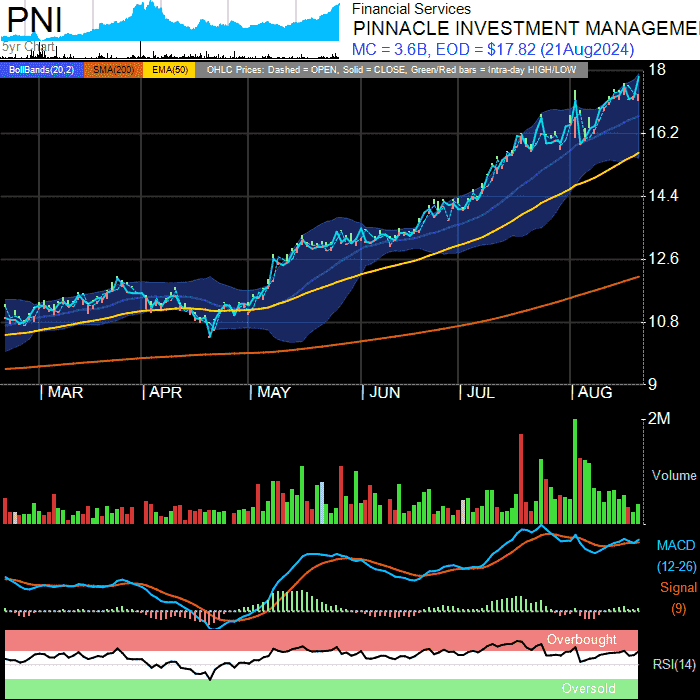 PNI
5yr Chart
Financial Services
PINNACLE INVESTMENT MANAGEME
MC = 3.6B, EOD = $17.82 (21Aug2024)
BollBands(20,2) SMA(200) EMA(50) OHLC Prices: Dashed = OPEN, Solid = CLOSE, Green/Red bars = Intra-day HIGH/LOW
18
16.2
14.4
12.6
10.8
9
| MAR | APR | MAY | JUN | JUL | AUG
2M
Volume
MACD
(12-26)
Signal
(9)
Overbought
RSI(14)
Oversold